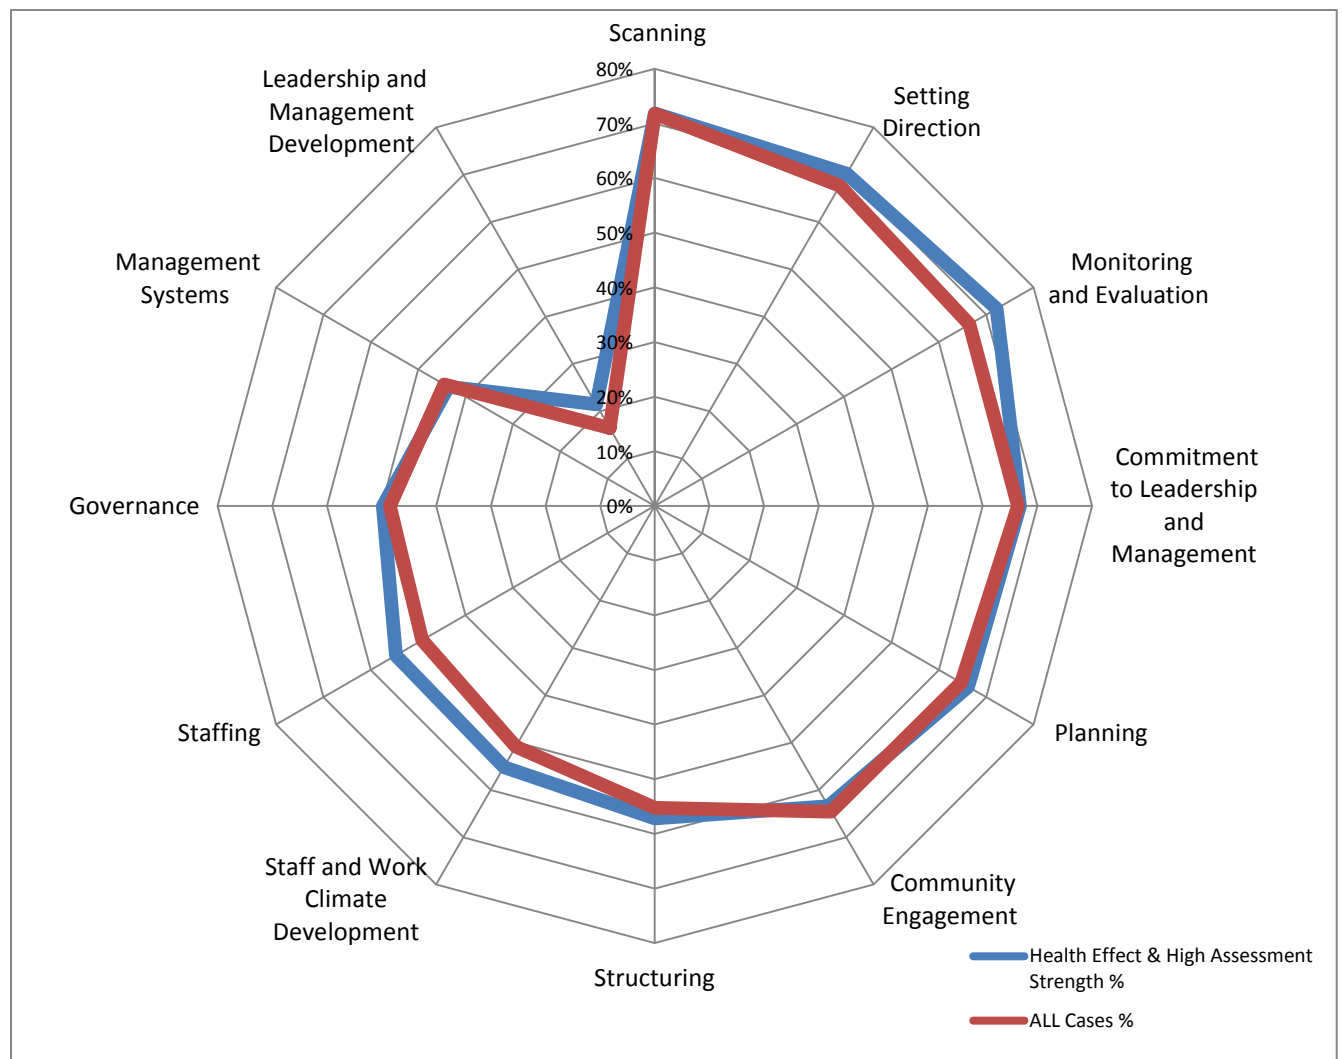 Scanning
80%
70%
60%
50%
40%
30%
20%
10%
0%
Setting
Direction
Monitoring
and Evaluation
Commitment
to Leadership
and
Management
Planning
Community
Engagement
Structuring
Staff and Work
Climate
Development
Staffing
Governance
Management
Systems
Leadership and
Management
Development
Health Effect & High Assessment
Strength %
ALL Cases %